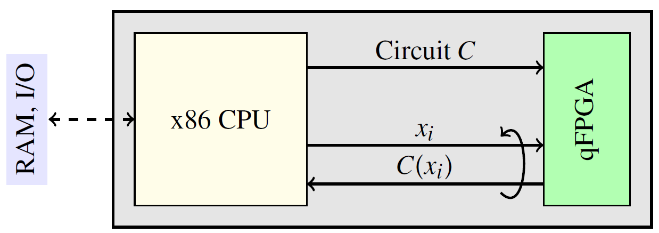 RAM, I/O
x86 CPU
Circuit C
x_i
C(x_i)
qFPGA